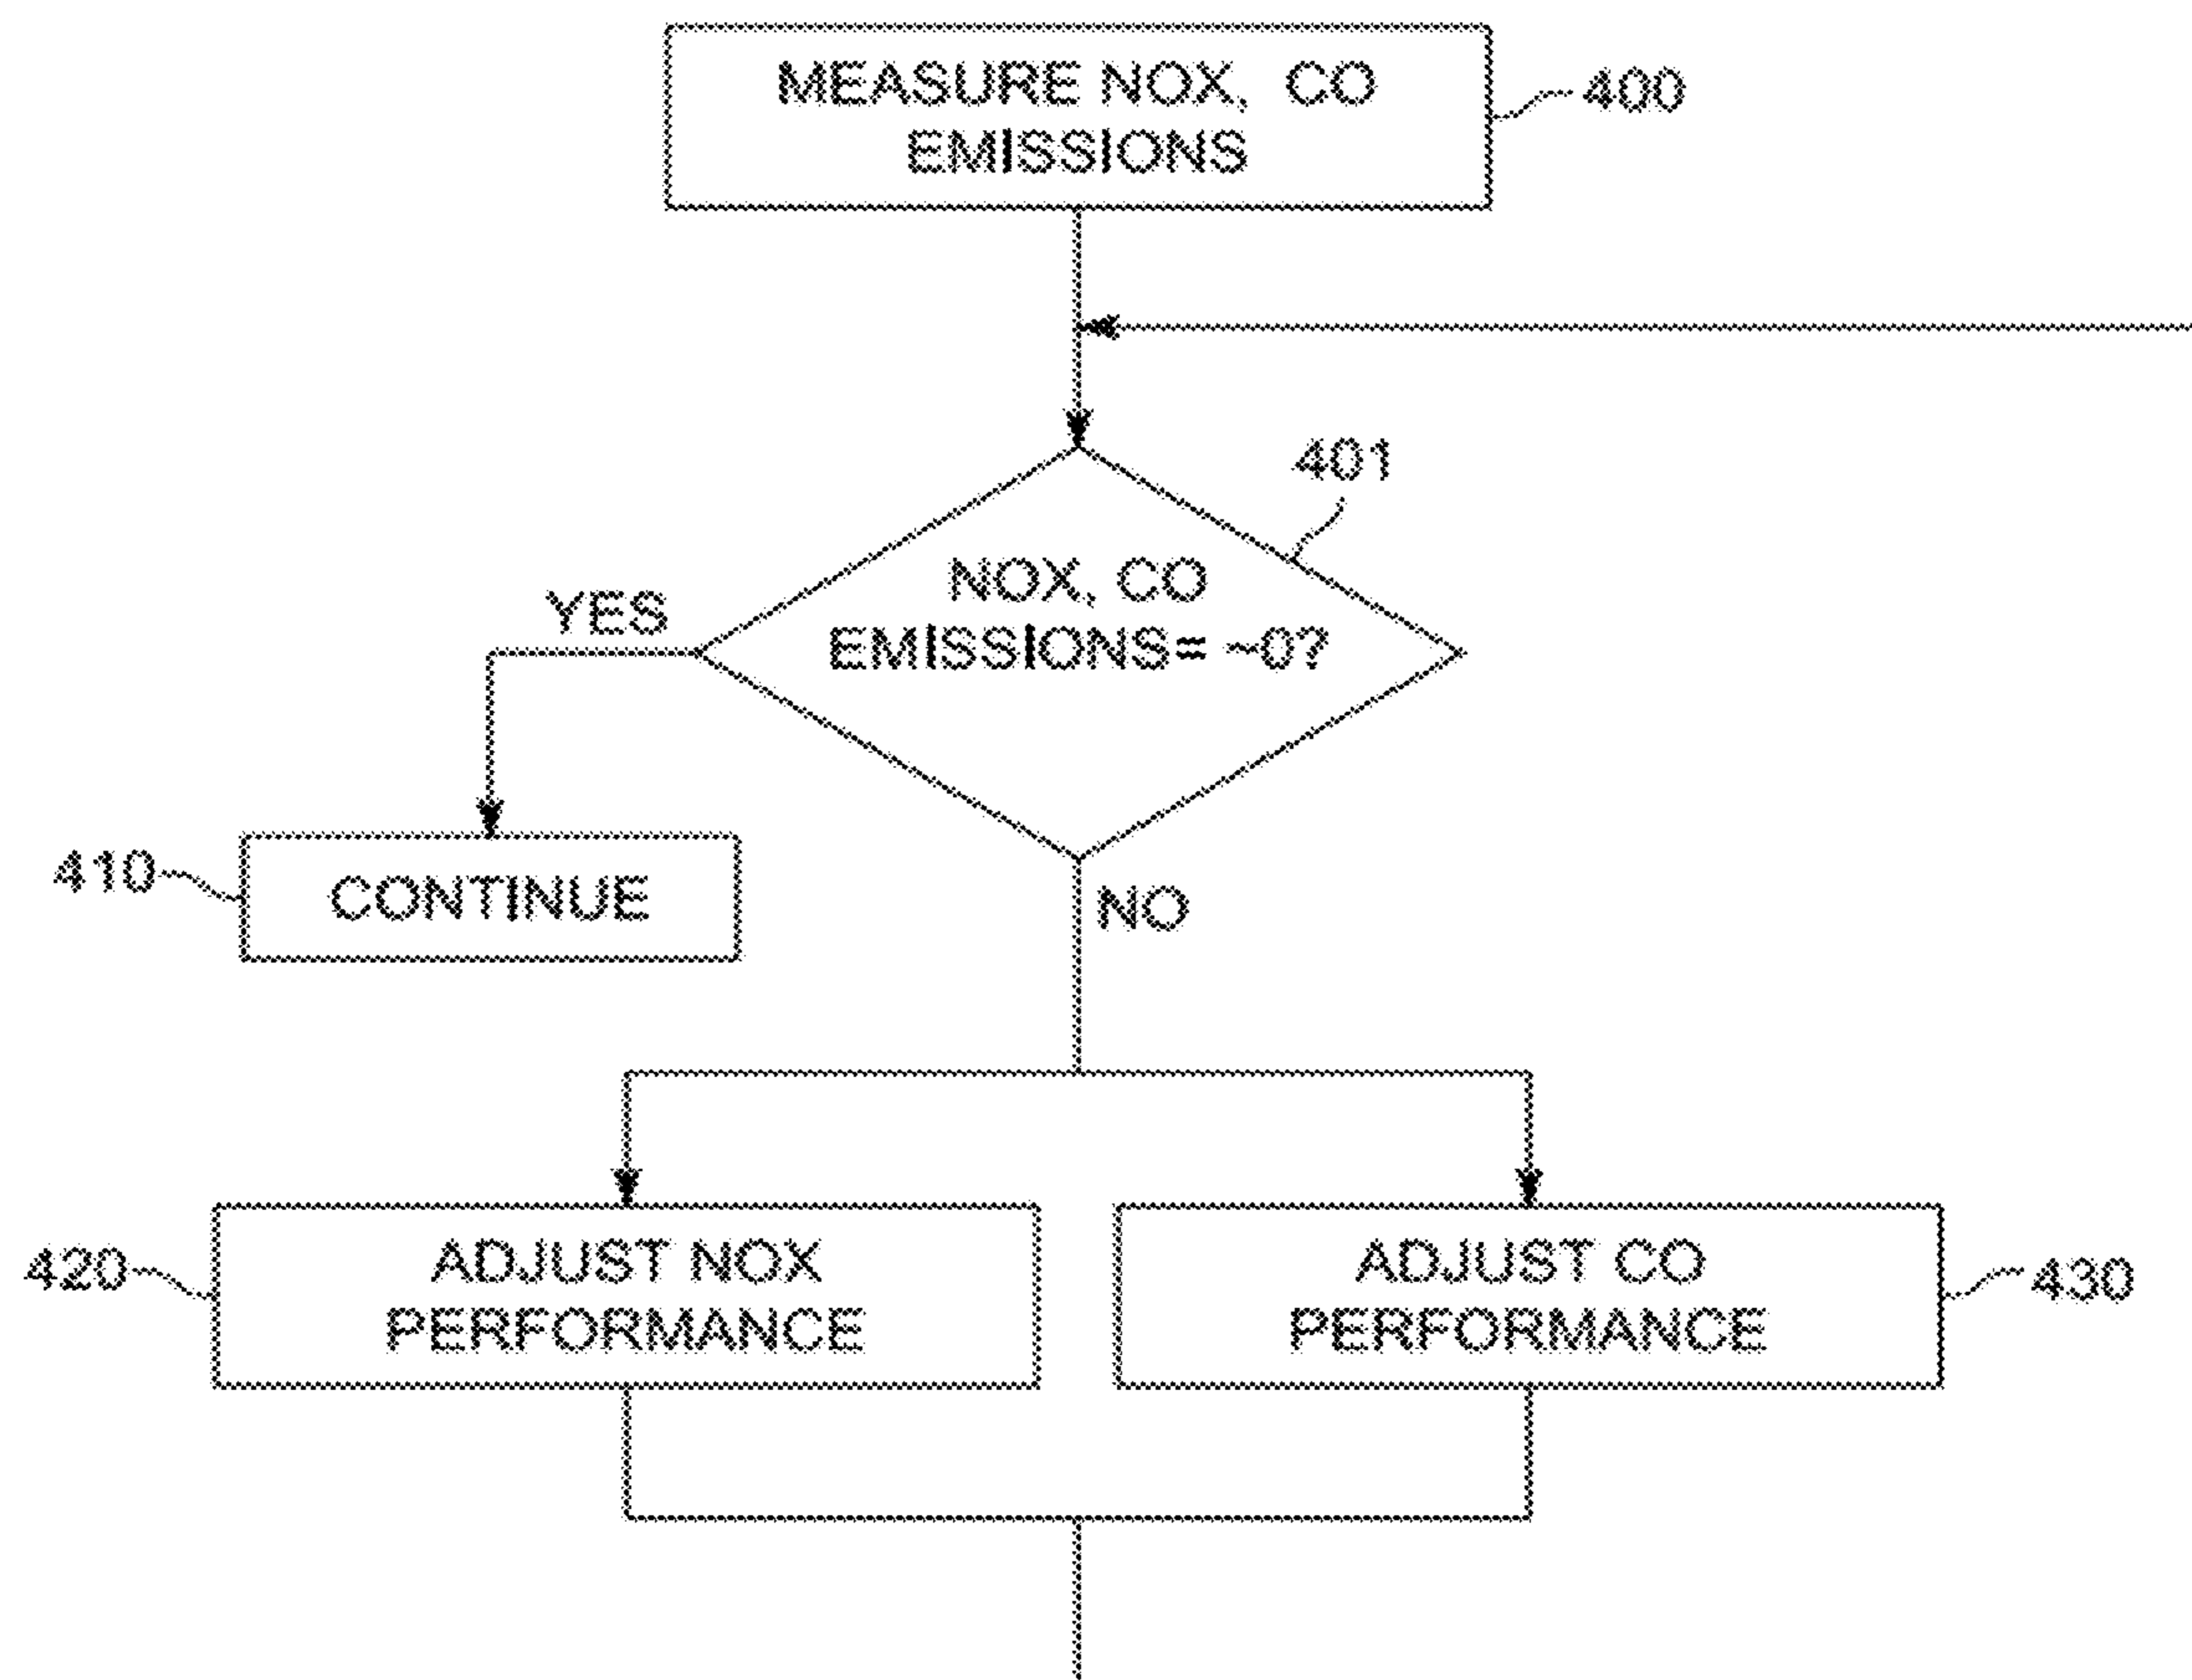 MEASURE NOX, CO
EMISSIONS
400
401
NOX, CO
EMISSIONS= ~0?
YES
410
CONTINUE
NO
420
ADJUST NOX
PERFORMANCE
ADJUST CO
PERFORMANCE
430